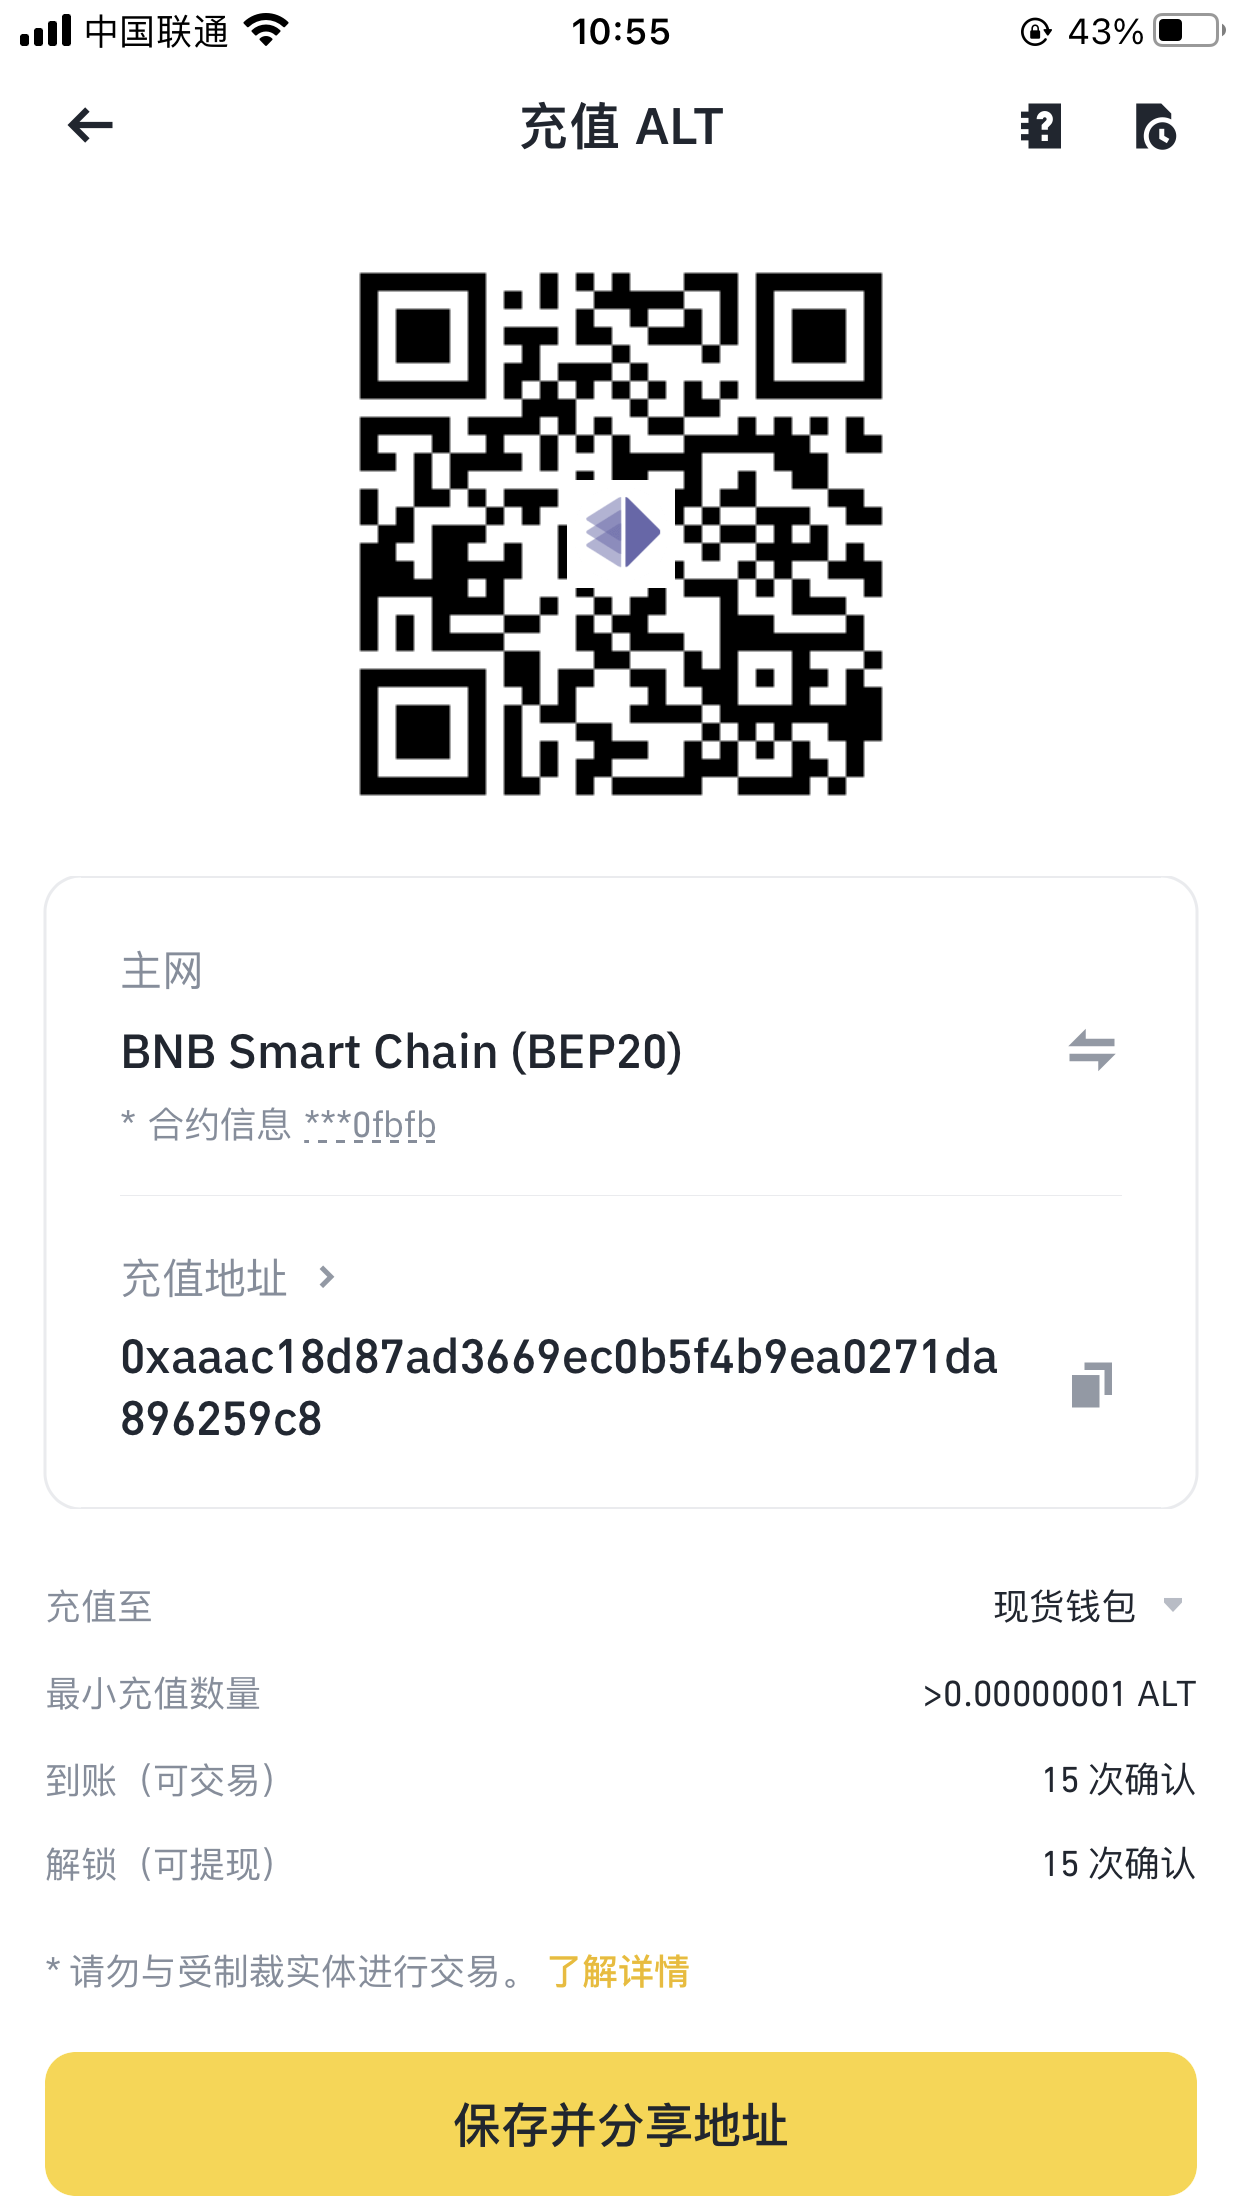 中国联通 10:55 43%
充值 ALT
主网
BNB Smart Chain (BEP20)
* 合约信息 ***0fbfb
充值地址
0xaaac18d87ad3669ec0b5f4b9ea0271da
896259c8
充值至 现货钱包
最小充值数量 >0.00000001 ALT
到账（可交易） 15 次确认
解锁（可提现） 15 次确认
* 请勿与受制裁实体进行交易。 了解详情
保存并分享地址